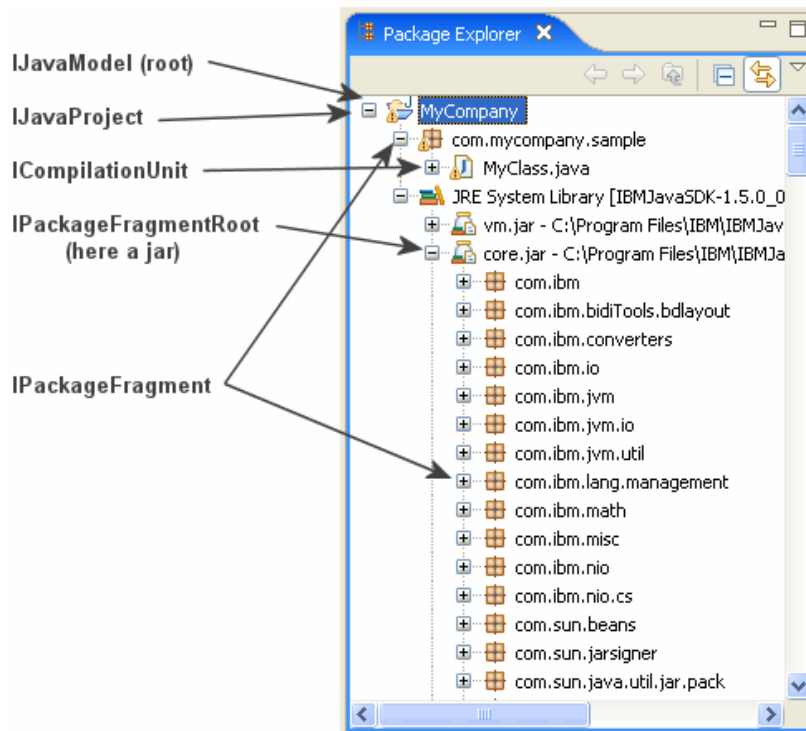 Package Explorer
IJavaModel (root)
IJavaProject
MyCompany
com.mycompany.sample
ICompilationUnit
MyClass.java
JRE System Library [IBMJavaSDK-1.5.0_0
IPackageFragmentRoot
(here a jar)
vm.jar - C:\Program Files\IBM\IBMJav
core.jar - C:\Program Files\IBM\IBMJa
com.ibm
com.ibm.bidiTools.bdlayout
com.ibm.converters
com.ibm.io
IPackageFragment
com.ibm.jvm
com.ibm.jvm.io
com.ibm.jvm.util
com.ibm.lang.management
com.ibm.math
com.ibm.misc
com.ibm.nio
com.ibm.nio.cs
com.sun.beans
com.sun.jarsigner
com.sun.java.util.jar.pack